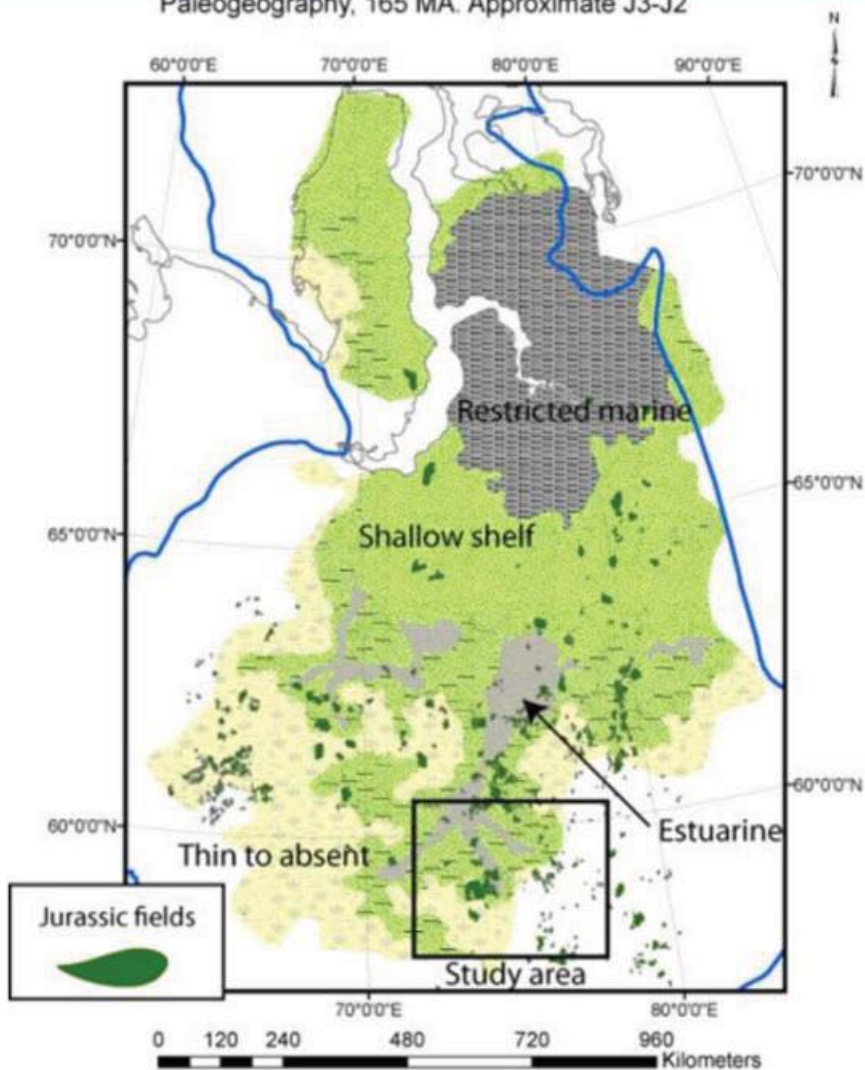 Paleogeography, 165 MA. Approximate J3-J2
N
60°0'0"E 70°0'0"E 80°0'0"E 90°0'0"E
70°0'0"N
70°0'0"N
Restricted marine
65°0'0"N
65°0'0"N
Shallow shelf
60°0'0"N
60°0'0"N
Estuarine
Thin to absent
Jurassic fields
Study area
70°0'0"E 80°0'0"E
0 120 240 480 720 960
Kilometers